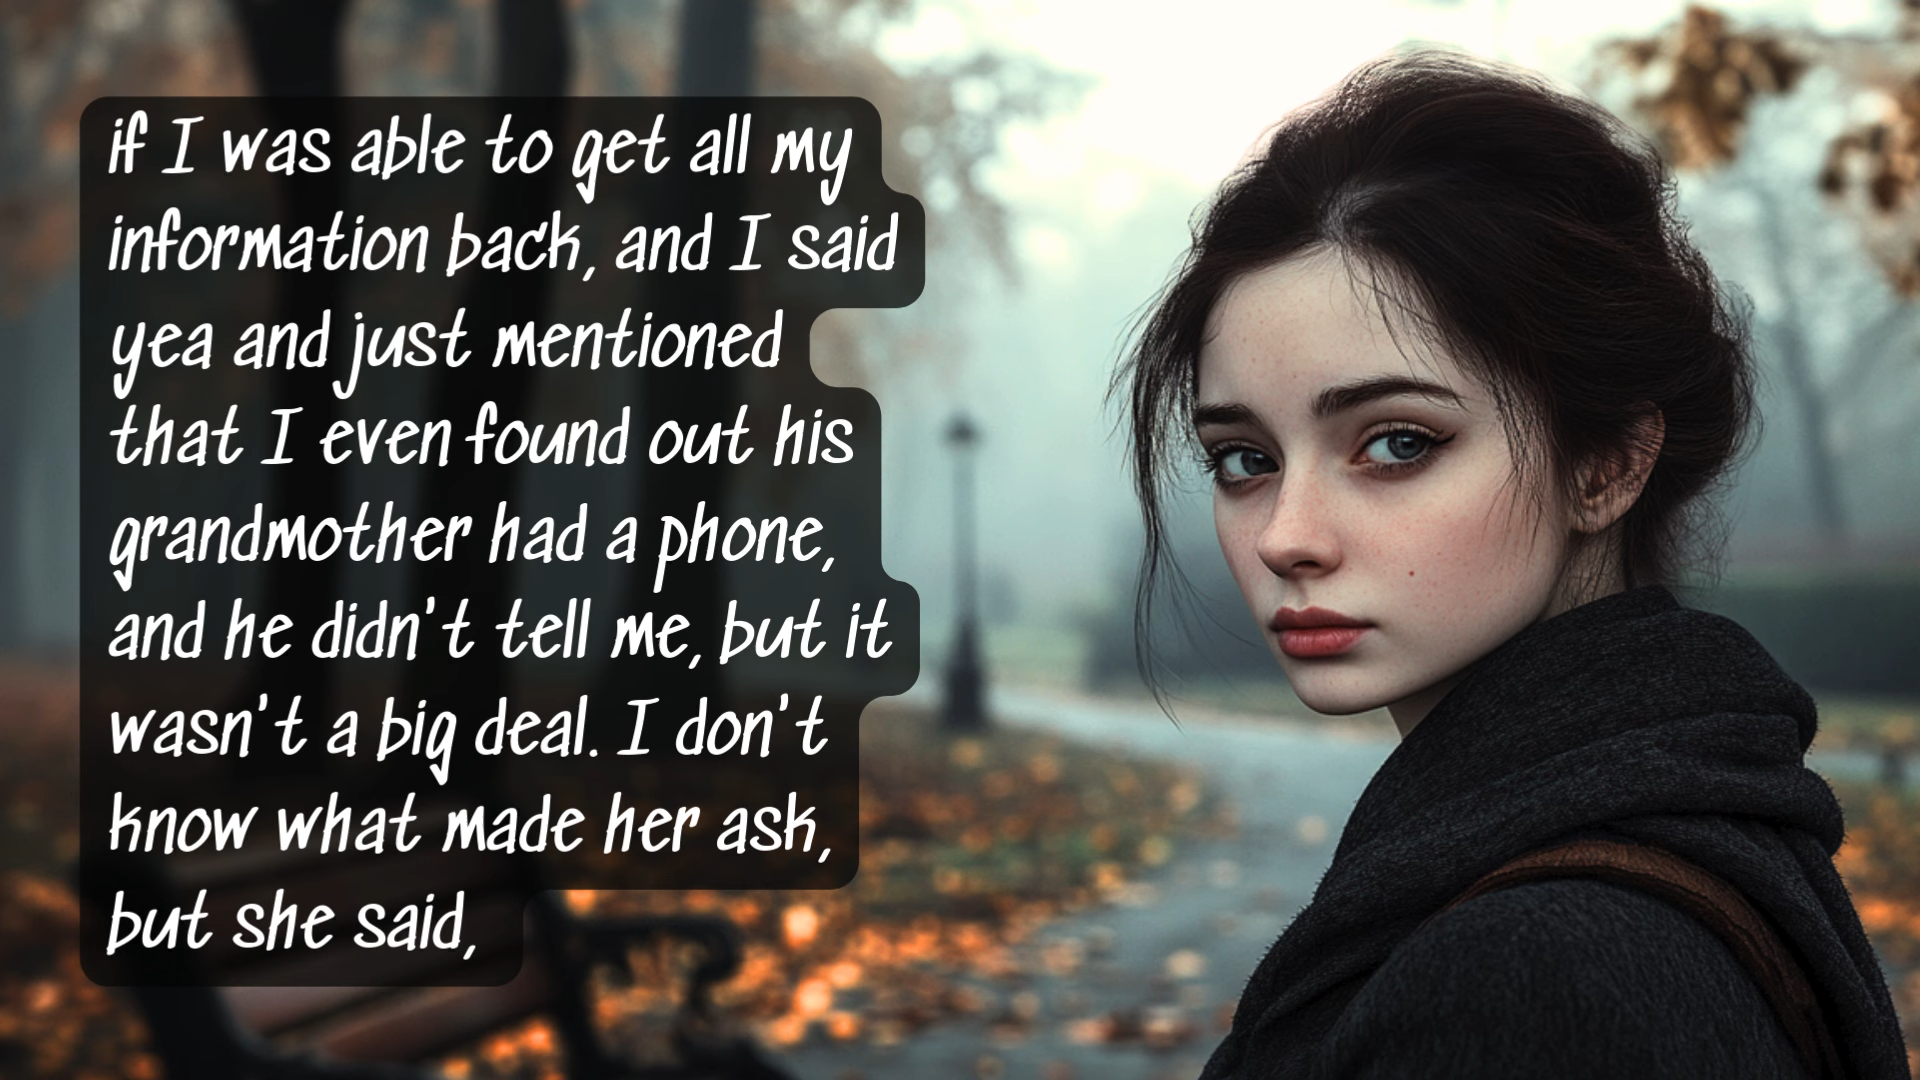 if I was able to get all my
information back, and I said
yea and just mentioned
that I even found out his
grandmother had a phone,
and he didn't tell me, but it
wasn't a big deal. I don't
know what made her ask,
but she said,